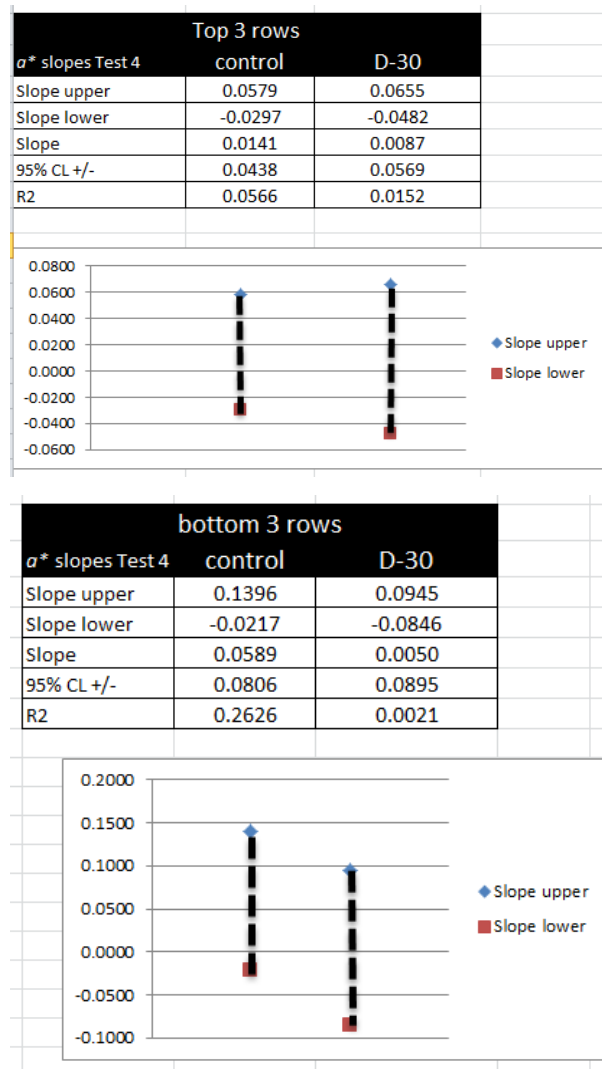 Top 3 rows
a* slopes Test 4 control D-30
Slope upper 0.0579 0.0655
Slope lower -0.0297 -0.0482
Slope 0.0141 0.0087
95% CL +/- 0.0438 0.0569
R2 0.0566 0.0152
0.0800
0.0600
0.0400
0.0200
0.0000
-0.0200
-0.0400
-0.0600
Slope upper
Slope lower
bottom 3 rows
a* slopes Test 4 control D-30
Slope upper 0.1396 0.0945
Slope lower -0.0217 -0.0846
Slope 0.0589 0.0050
95% CL +/- 0.0806 0.0895
R2 0.2626 0.0021
0.2000
0.1500
0.1000
0.0500
0.0000
-0.0500
-0.1000
Slope upper
Slope lower